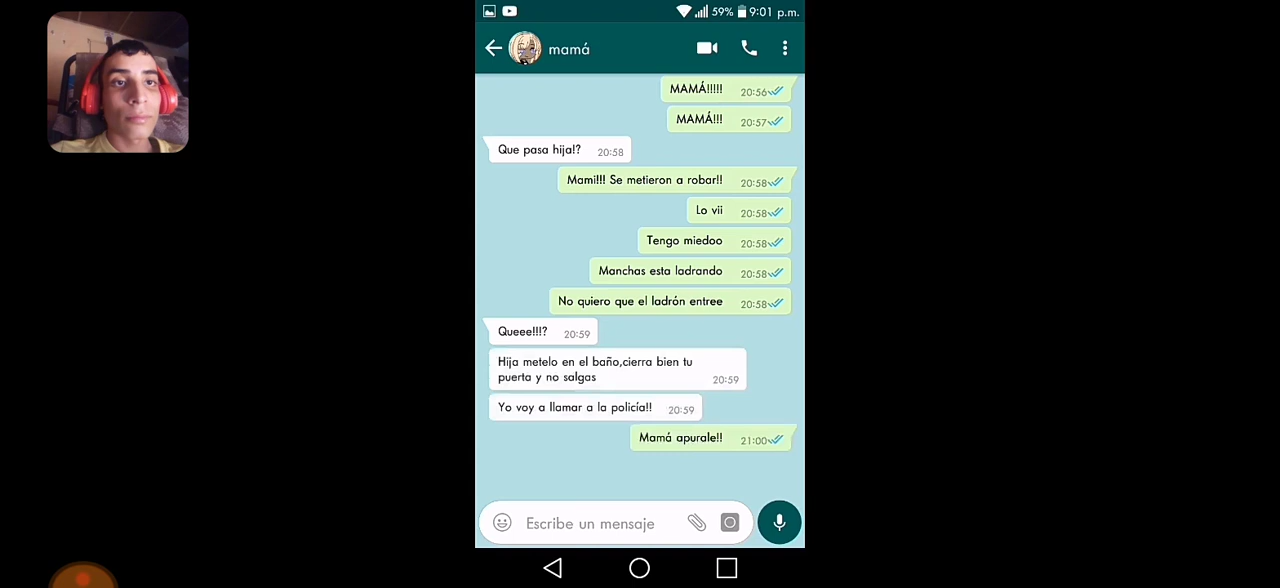 59% 9:01 p.m.
mamá
MAMÁ!!!!! 20:56
MAMÁ!!! 20:57
Que pasa hija!? 20:58
Mami!!! Se metieron a robar!! 20:58
Lo vii 20:58
Tengo miedoo 20:58
Manchas esta ladrando 20:58
No quiero que el ladrón entree 20:58
Queee!!!? 20:59
Hija metelo en el baño,cierra bien tu
puerta y no salgas 20:59
Yo voy a llamar a la policía!! 20:59
Mamá apurale!! 21:00
Escribe un mensaje